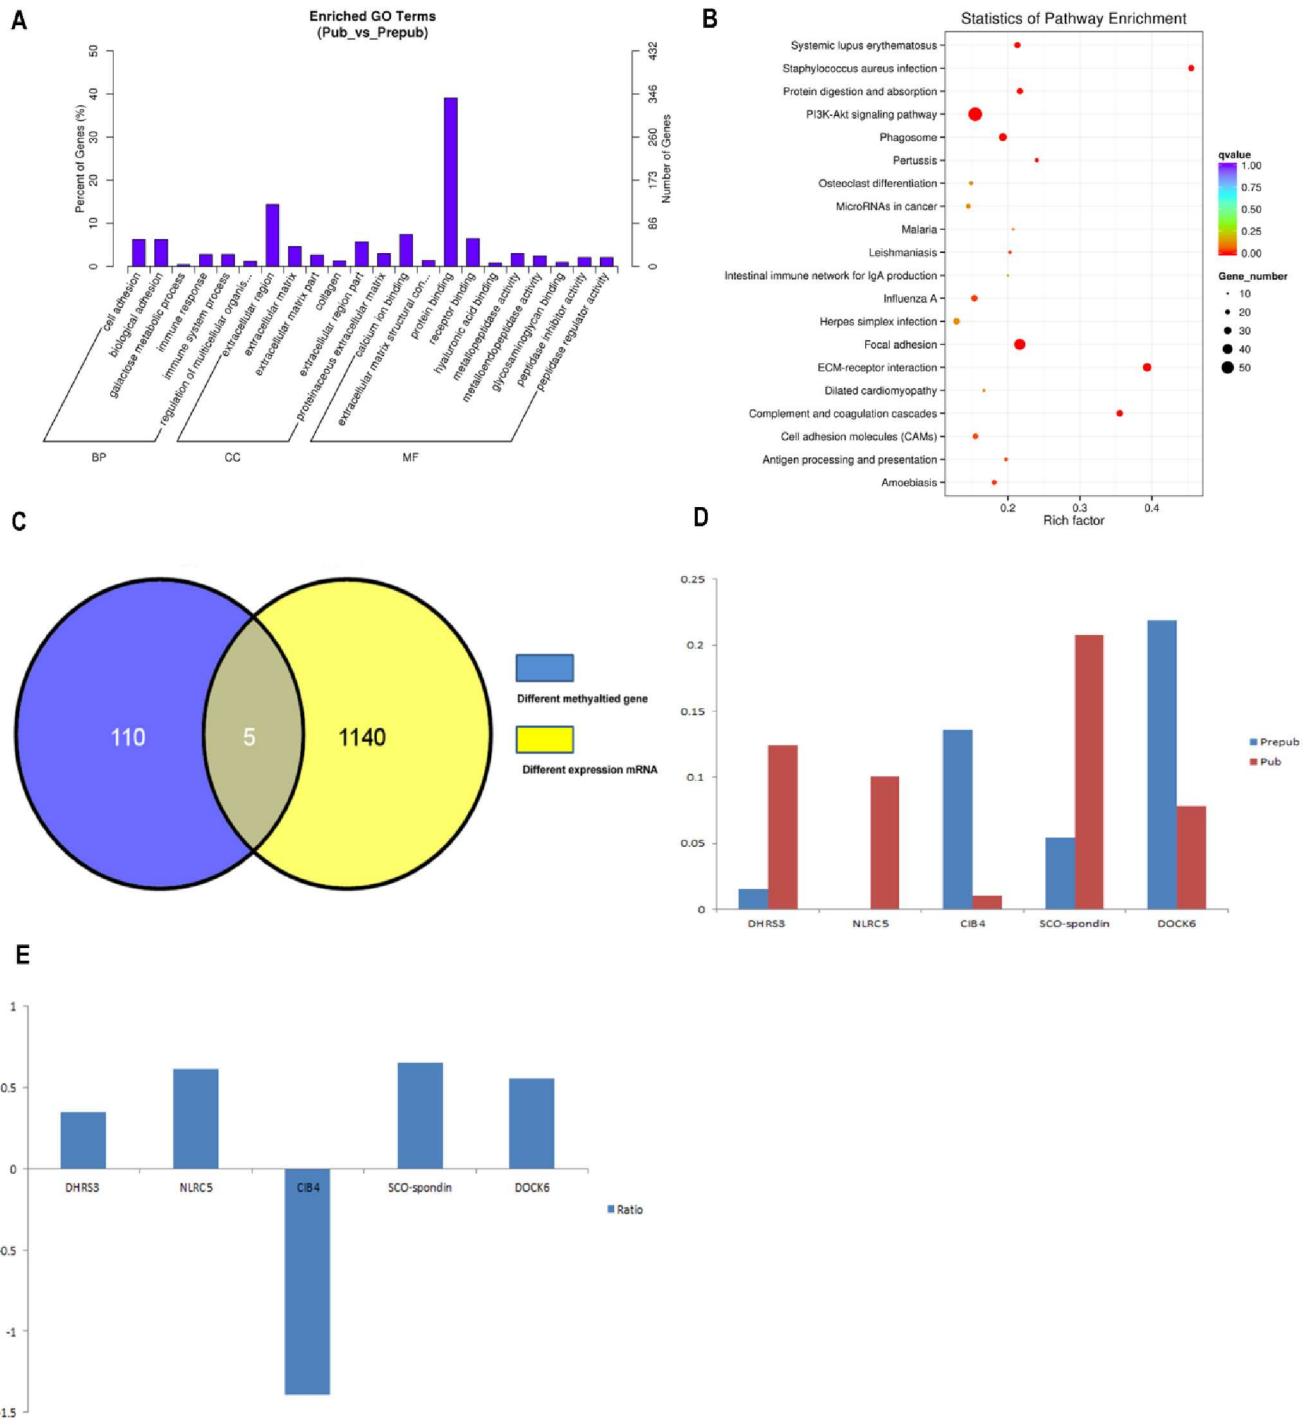 A
Enriched GO Terms
(Pub_vs_Prepub)
Percent of Genes (%)
50
40
30
20
10
0
Number of Genes
432
346
260
173
86
0
cell adhesion
biological adhesion
galactose metabolic process
immune response
immune system process
regulation of multicellular organis...
extracellular region
extracellular matrix
extracellular matrix part
collagen
extracellular region part
proteinaceous extracellular matrix
calcium ion binding
extracellular matrix structural con...
protein binding
receptor binding
hyaluronic acid binding
metallopeptidase activity
metalloendopeptidase activity
glycosaminoglycan binding
peptidase inhibitor activity
peptidase regulator activity
BP
CC
MF
B
Statistics of Pathway Enrichment
Systemic lupus erythematosus
Staphylococcus aureus infection
Protein digestion and absorption
PI3K-Akt signaling pathway
Phagosome
Pertussis
Osteoclast differentiation
MicroRNAs in cancer
Malaria
Leishmaniasis
Intestinal immune network for IgA production
Influenza A
Herpes simplex infection
Focal adhesion
ECM-receptor interaction
Dilated cardiomyopathy
Complement and coagulation cascades
Cell adhesion molecules (CAMs)
Antigen processing and presentation
Amoebiasis
0.2
0.3
0.4
Rich factor
qvalue
1.00
0.75
0.50
0.25
0.00
Gene_number
10
20
30
40
50
C
110
5
1140
Different methyaltied gene
Different expression mRNA
D
0.25
0.2
0.15
0.1
0.05
0
DHRS3
NLRC5
CIB4
SCO-spondin
DOCK6
Prepub
Pub
E
1
0.5
0
-0.5
-1
-1.5
DHRS3
NLRC5
CIB4
SCO-spondin
DOCK6
Ratio